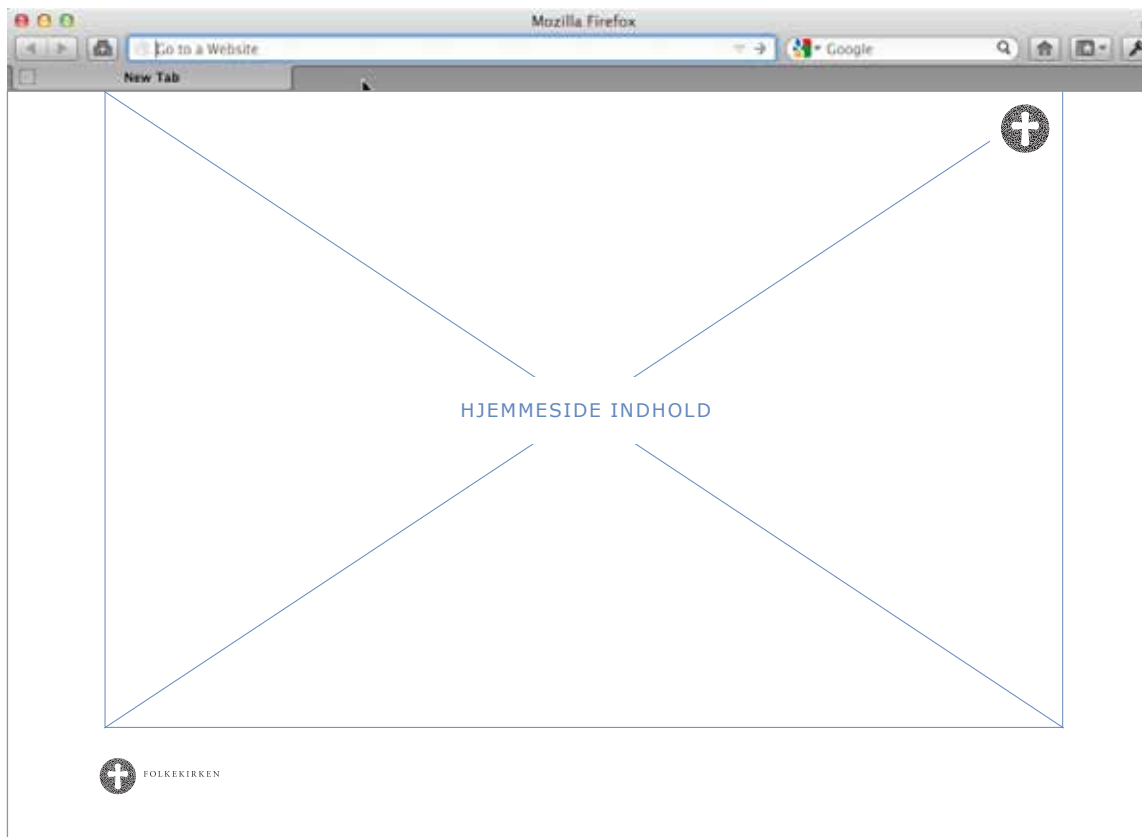 Mozilla Firefox
Go to a Website
Google
New Tab
HJEMMESIDE INDHOLD
FOLKEKIRKEN